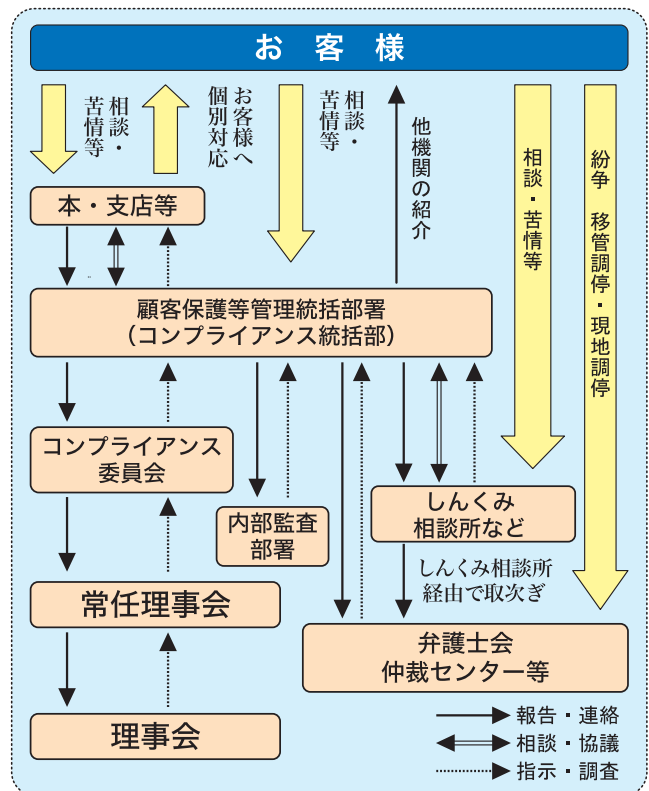 お客様
相談・
苦情等
お客様へ
個別対応
相談・
苦情等
他機関の紹介
相談・苦情等
紛争 移管調停・現地調停
本・支店等
顧客保護等管理統括部署
(コンプライアンス統括部)
コンプライアンス
委員会
内部監査
部署
しんくみ
相談所など
しんくみ相談所
経由で取次ぎ
常任理事会
弁護士会
仲裁センター等
理事会
報告・連絡
相談・協議
指示・調査